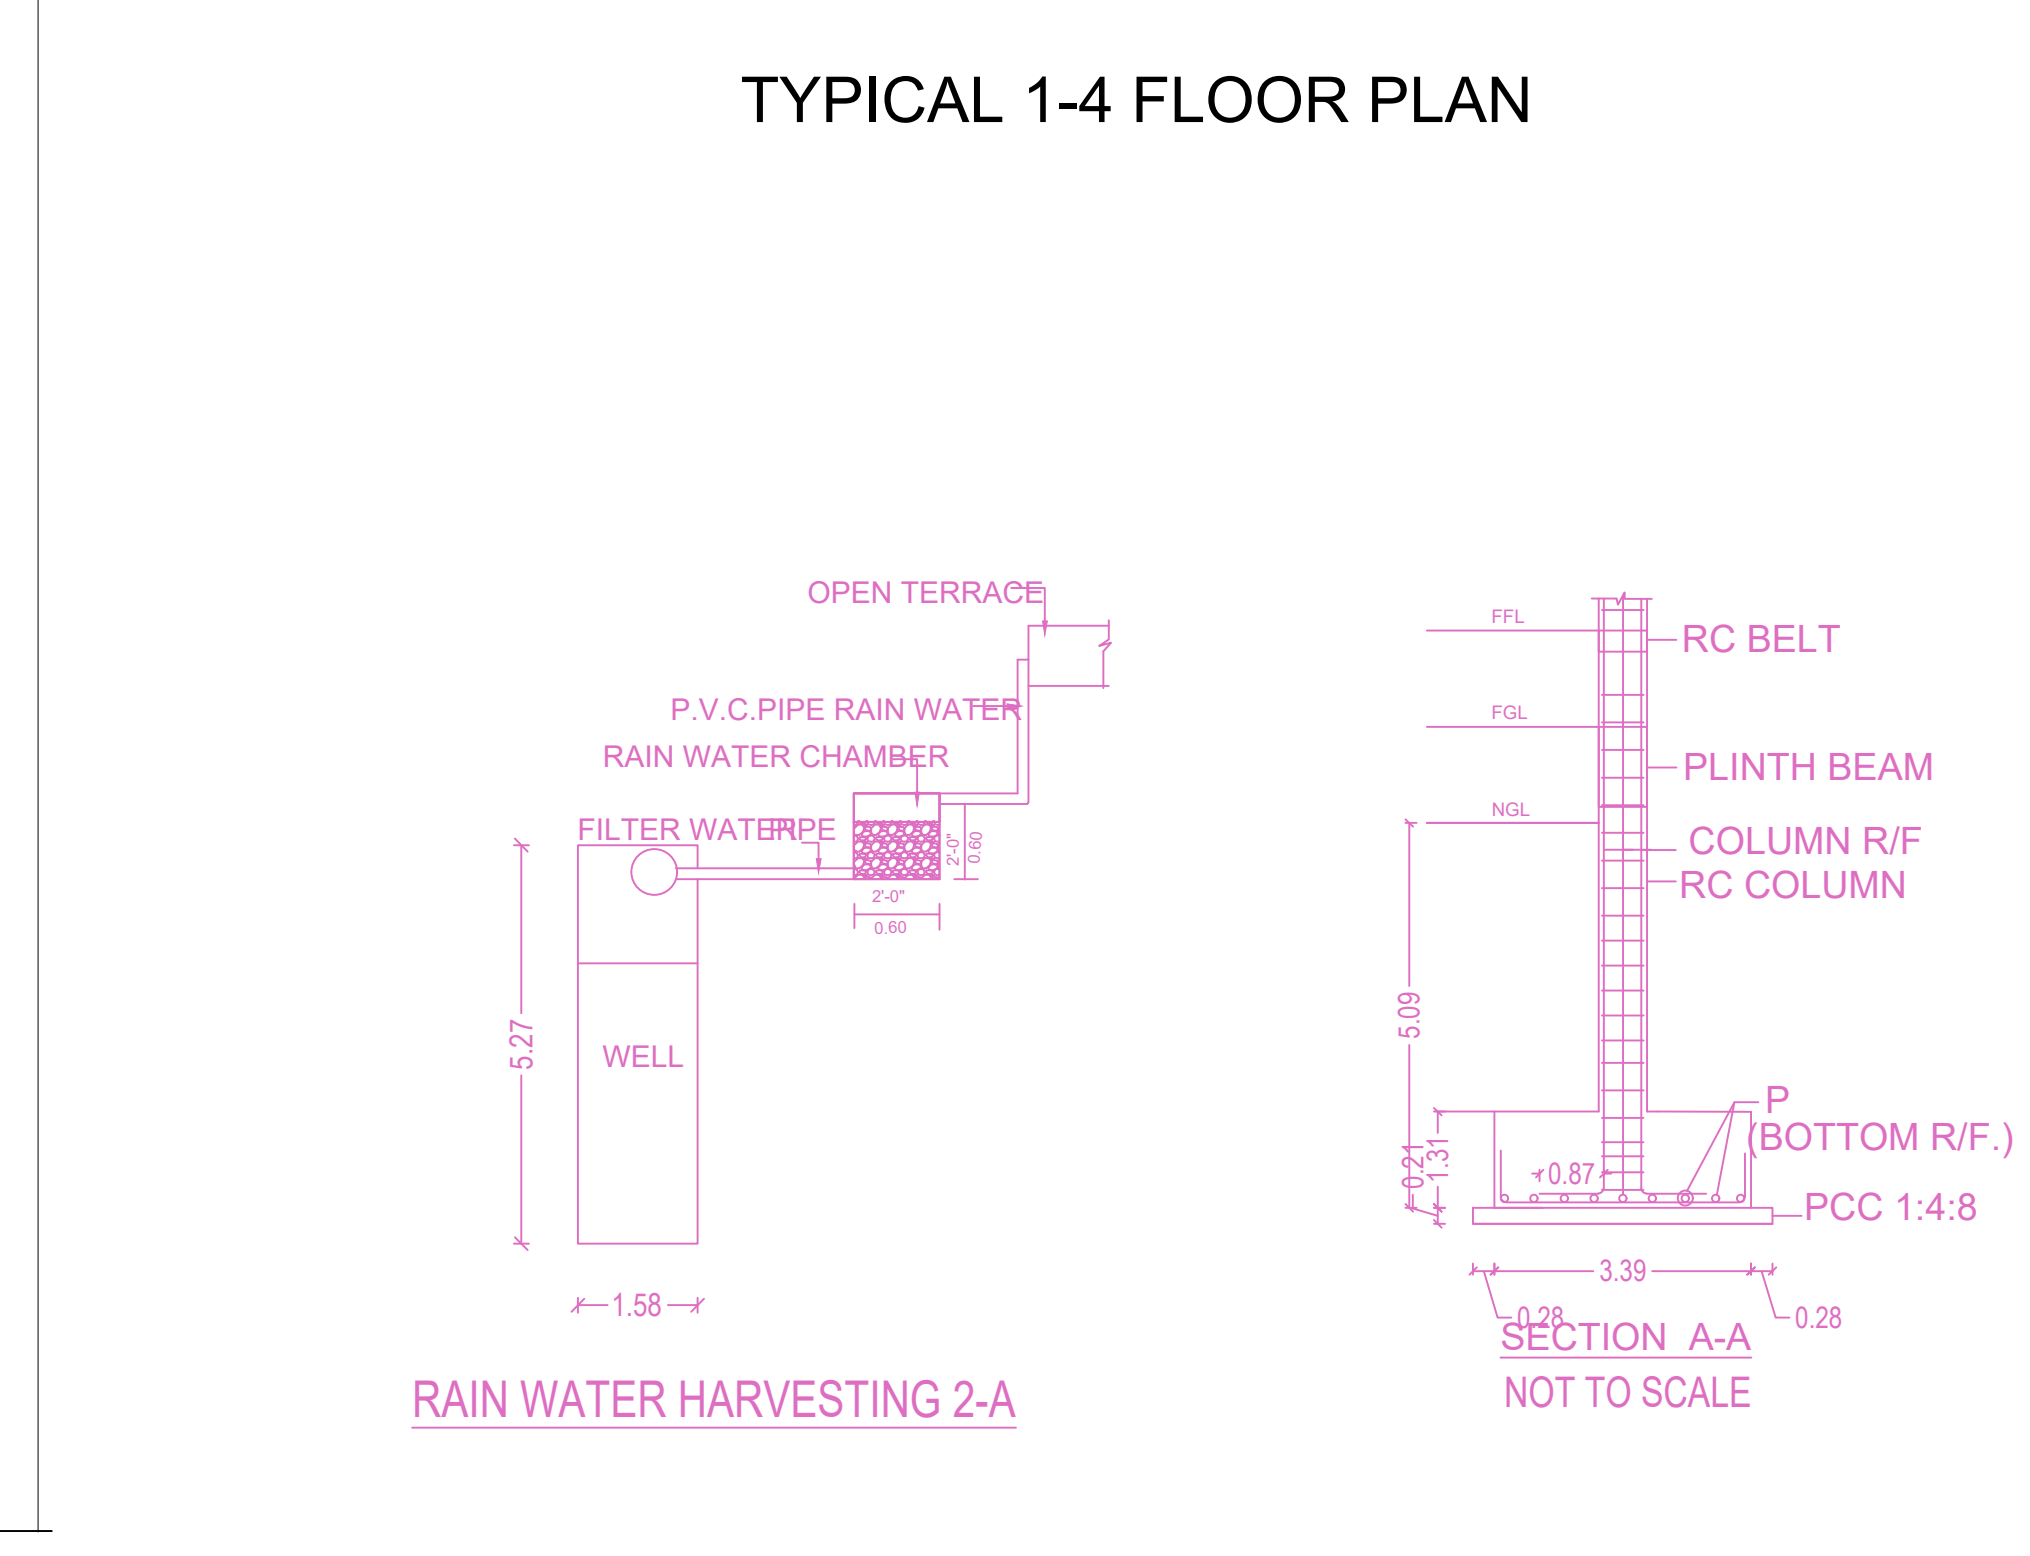 TYPICAL 1-4 FLOOR PLAN
OPEN TERRACE
P.V.C.PIPE RAIN WATER
RAIN WATER CHAMBER
FILTER WATER PIPE
2'-0"
0.60
2'-0"
0.60
5.27
WELL
1.58
RAIN WATER HARVESTING 2-A
FFL
RC BELT
FGL
PLINTH BEAM
NGL
COLUMN R/F
RC COLUMN
5.09
P
(BOTTOM R/F.)
0.21
1.31
0.87
PCC 1:4:8
3.39
0.28
0.28
SECTION A-A
NOT TO SCALE